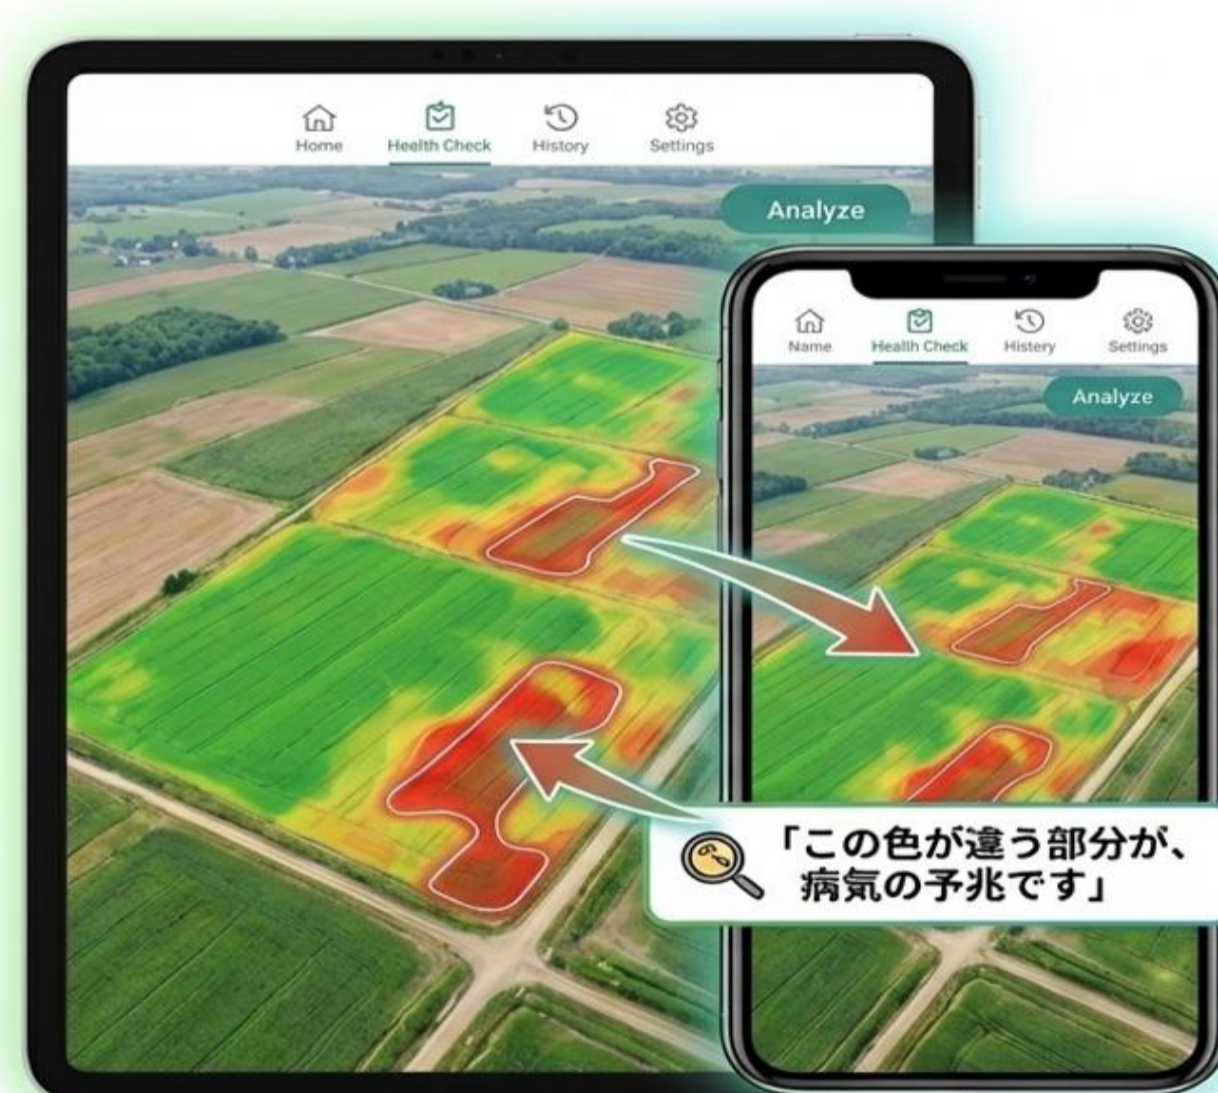 Home
Health Check
History
Settings
Analyze
Name
Health Check
Histery
Settings
Analyze
「この色が違う部分が、
病気の予兆です」